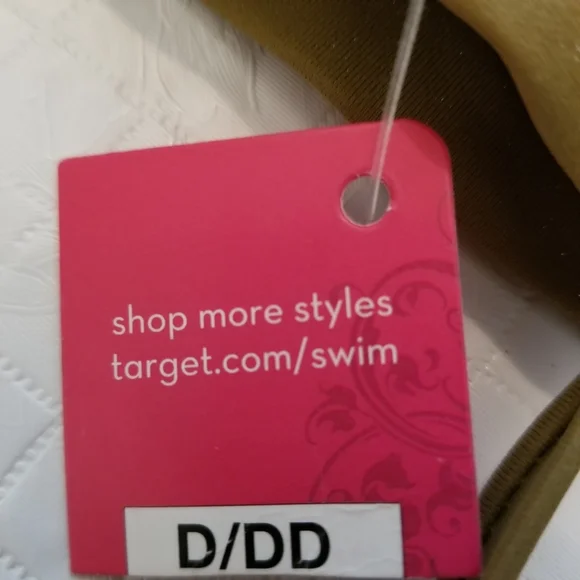 shop more styles
target.com/swim
D/DD